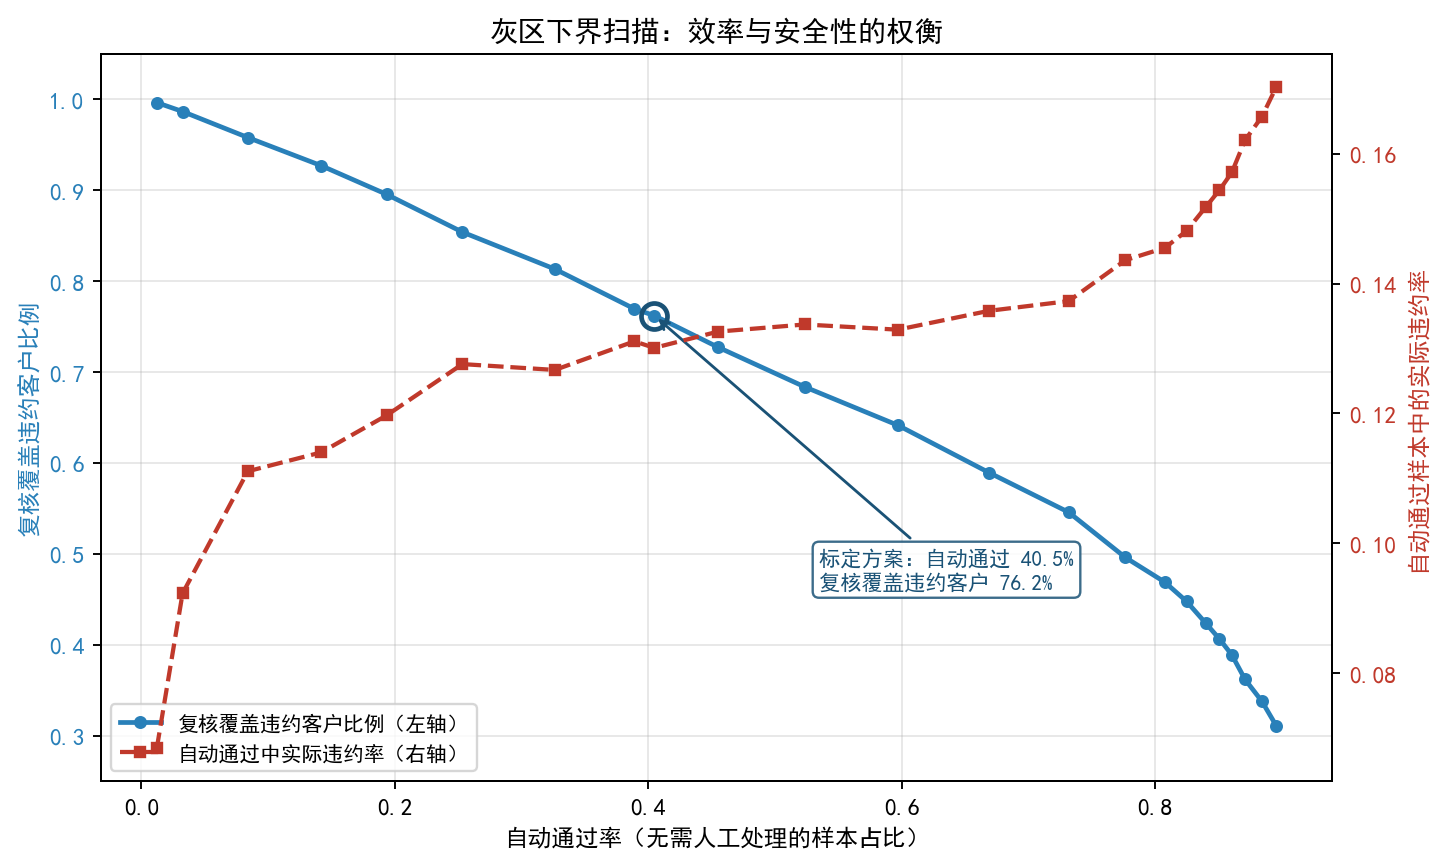 灰区下界扫描：效率与安全性的权衡
复核覆盖违约客户比例
1.0
0.9
0.8
0.7
0.6
0.5
0.4
0.3
标定方案：自动通过 40.5%
复核覆盖违约客户 76.2%
复核覆盖违约客户比例（左轴）
自动通过中实际违约率（右轴）
0.16
0.14
0.12
0.10
0.08
自动通过样本中的实际违约率
0.0 0.2 0.4 0.6 0.8
自动通过率（无需人工处理的样本占比）